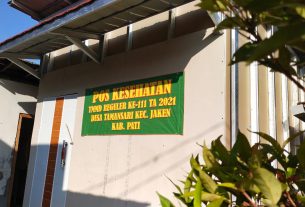 POS KESEHATAN
TMMD REGULER KE-111 TA 2021
DESA TAMANSARI KEC. JAKEN
KAB. PATI